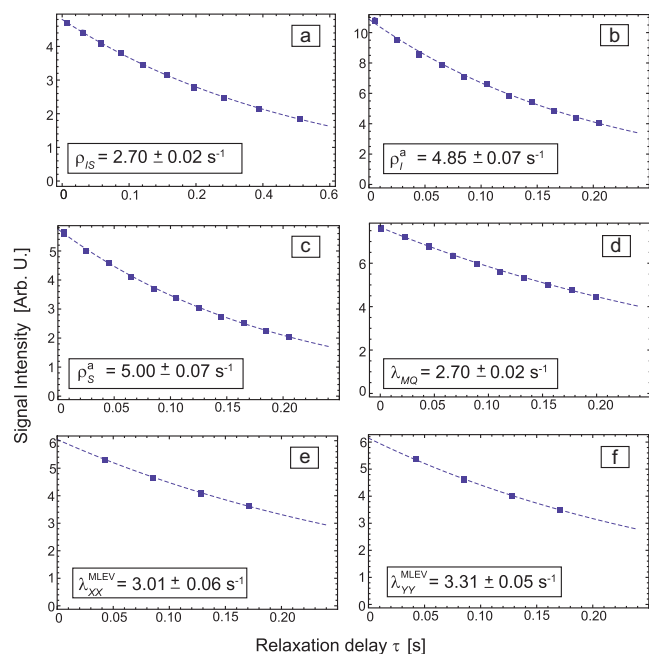 Signal Intensity [Arb. U.]
a
4
3
2
1
0
ρIS = 2.70 ± 0.02 s-1
0 0.1 0.2 0.6
b
10
8
6
4
2
0
ρIa = 4.85 ± 0.07 s-1
0 0.05 0.10 0.15 0.20
c
5
4
3
2
1
0
ρSa = 5.00 ± 0.07 s-1
0 0.05 0.10 0.15 0.20
d
6
4
2
0
λMQ = 2.70 ± 0.02 s-1
0 0.05 0.10 0.15 0.20
e
6
5
4
3
2
1
0
λXXMLEV = 3.01 ± 0.06 s-1
0 0.05 0.10 0.15 0.20
f
6
5
4
3
2
1
0
λYYMLEV = 3.31 ± 0.05 s-1
0 0.05 0.10 0.15 0.20
Relaxation delay τ [s]